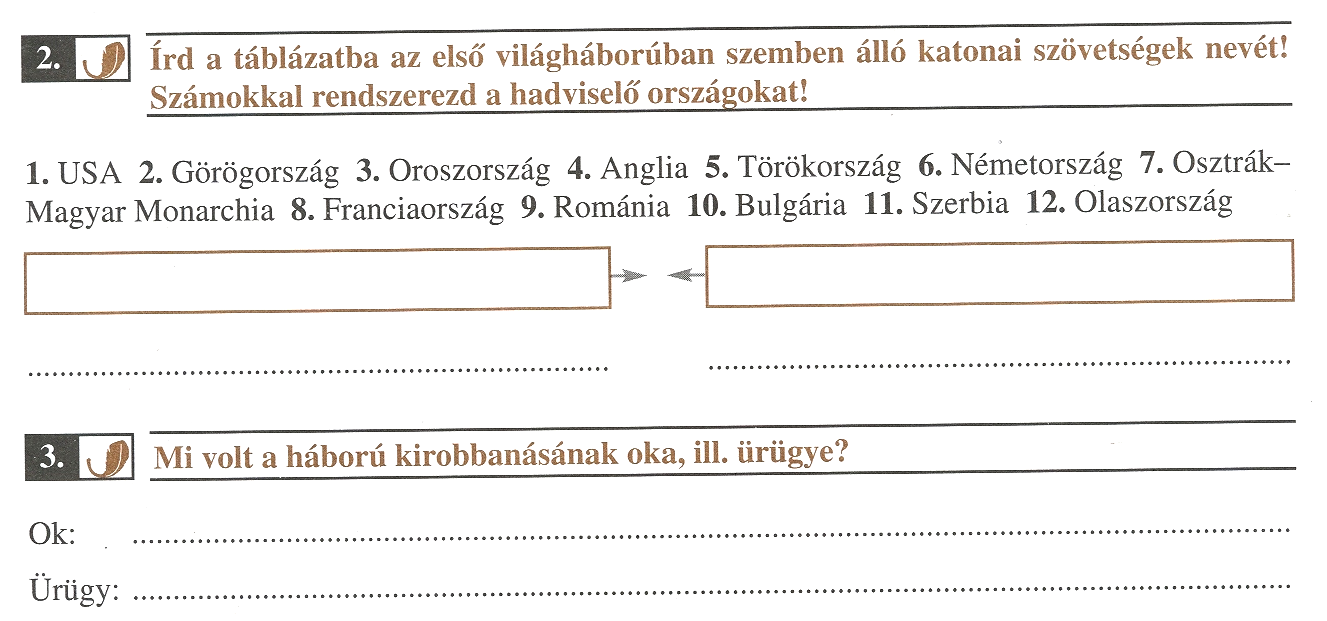 2. Írd a táblázatba az első világháborúban szemben álló katonai szövetségek nevét!
Számokkal rendszerezd a hadviselő országokat!
1. USA 2. Görögország 3. Oroszország 4. Anglia 5. Törökország 6. Németország 7. Osztrák–
Magyar Monarchia 8. Franciaország 9. Románia 10. Bulgária 11. Szerbia 12. Olaszország
3. Mi volt a háború kirobbanásának oka, ill. ürügye?
Ok:
Ürügy: